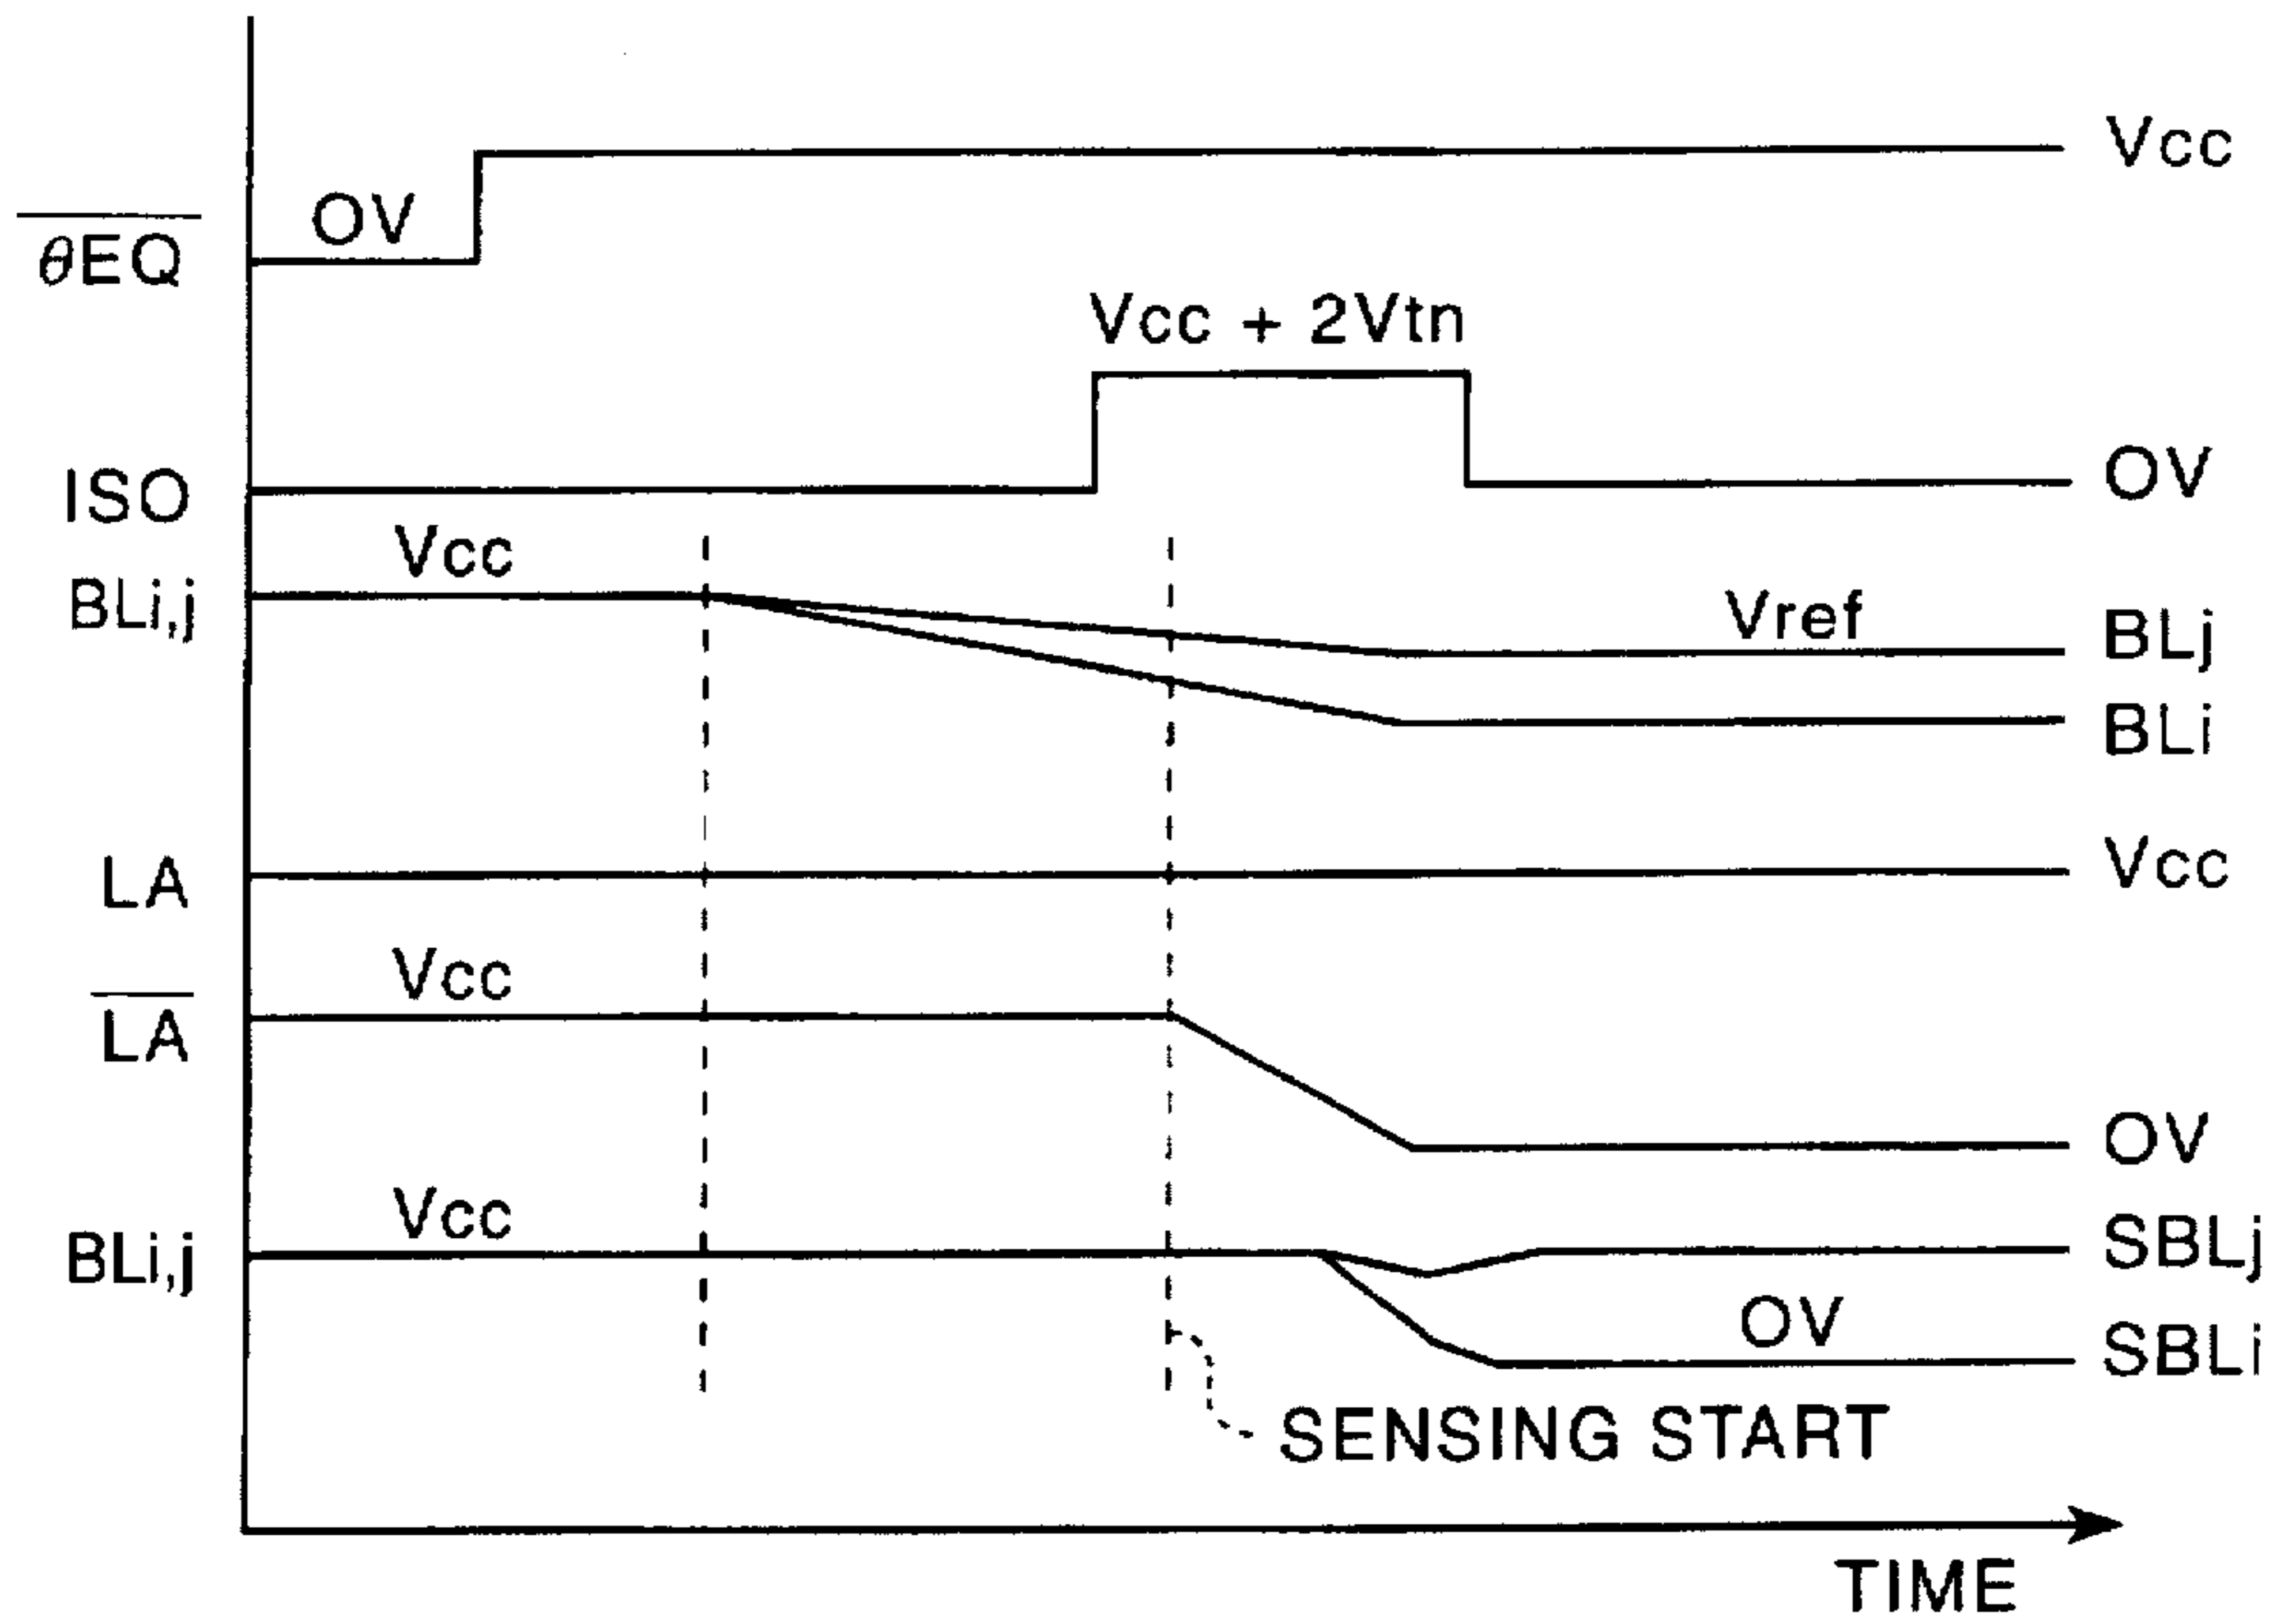 Vcc
OV
θEQ
Vcc + 2Vtn
ISO
OV
Vcc
BLi,j
Vref
BLj
BLi
LA
Vcc
Vcc
LA
OV
Vcc
BLi,j
SBLj
OV
SBLi
SENSING START
TIME